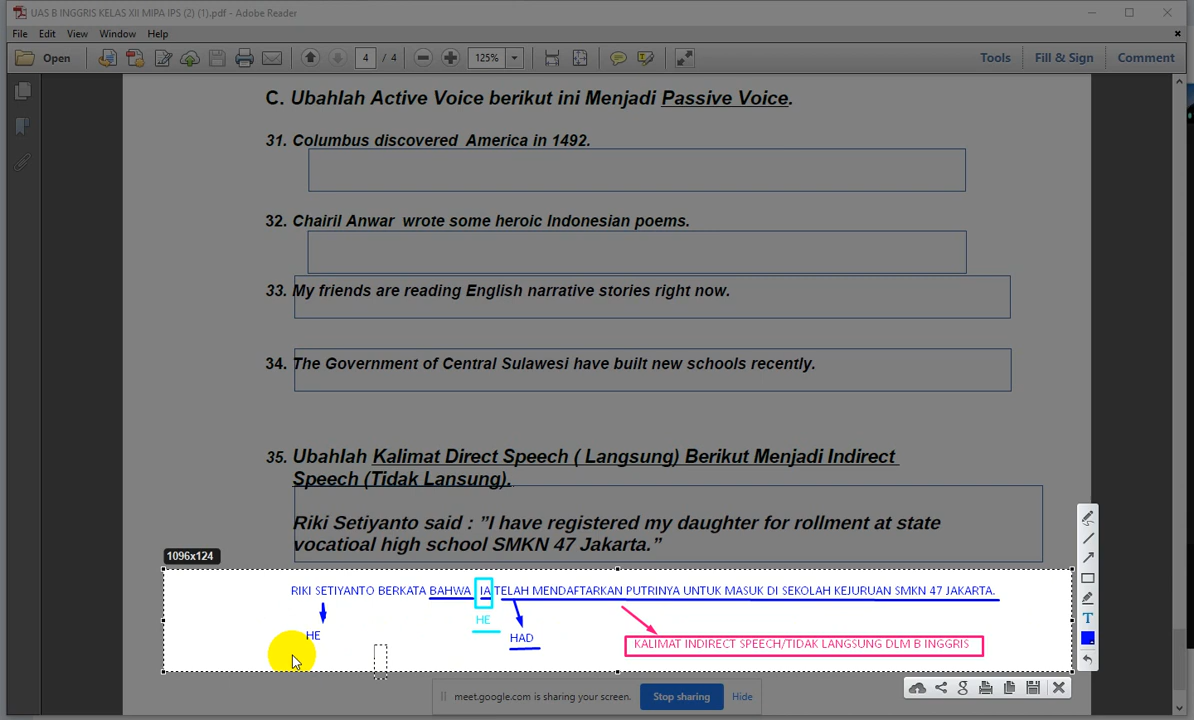 UAS B INGGRIS KELAS XII MIPA IPS (2) (1).pdf - Adobe Reader
File Edit View Window Help
Open 4 / 4 125% Tools Fill & Sign Comment
C. Ubahlah Active Voice berikut ini Menjadi Passive Voice.
31. Columbus discovered America in 1492.
32. Chairil Anwar wrote some heroic Indonesian poems.
33. My friends are reading English narrative stories right now.
34. The Government of Central Sulawesi have built new schools recently.
35. Ubahlah Kalimat Direct Speech ( Langsung) Berikut Menjadi Indirect
Speech (Tidak Lansung).
Riki Setiyanto said : ”I have registered my daughter for rollment at state
vocatioal high school SMKN 47 Jakarta.”
1096x124
RIKI SETIYANTO BERKATA BAHWA IA TELAH MENDAFTARKAN PUTRINYA UNTUK MASUK DI SEKOLAH KEJURUAN SMKN 47 JAKARTA.
HE
HE
HAD
KALIMAT INDIRECT SPEECH/TIDAK LANGSUNG DLM B INGGRIS
meet.google.com is sharing your screen. Stop sharing Hide